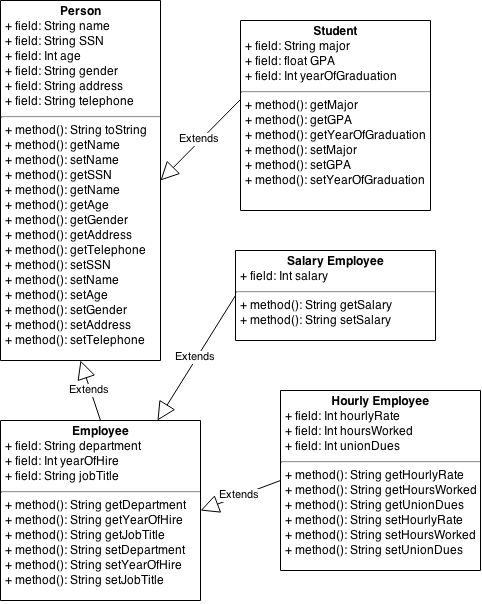 Person
+ field: String name
+ field: String SSN
+ field: Int age
+ field: String gender
+ field: String address
+ field: String telephone
+ method(): String toString
+ method(): getName
+ method(): setName
+ method(): getSSN
+ method(): getName
+ method(): getAge
+ method(): getGender
+ method(): getAddress
+ method(): getTelephone
+ method(): setSSN
+ method(): setName
+ method(): setAge
+ method(): setGender
+ method(): setAddress
+ method(): setTelephone
Extends
Student
+ field: String major
+ field: float GPA
+ field: Int yearOfGraduation
+ method(): getMajor
+ method(): getGPA
+ method(): getYearOfGraduation
+ method(): setMajor
+ method(): setGPA
+ method(): setYearOfGraduation
Salary Employee
+ field: Int salary
+ method(): String getSalary
+ method(): String setSalary
Extends
Extends
Employee
+ field: String department
+ field: Int yearOfHire
+ field: String jobTitle
+ method(): String getDepartment
+ method(): String getYearOfHire
+ method(): String getJobTitle
+ method(): String setDepartment
+ method(): String setYearOfHire
+ method(): String setJobTitle
Extends
Hourly Employee
+ field: Int hourlyRate
+ field: Int hoursWorked
+ field: Int unionDues
+ method(): String getHourlyRate
+ method(): String getHoursWorked
+ method(): String getUnionDues
+ method(): String setHourlyRate
+ method(): String setHoursWorked
+ method(): String setUnionDues